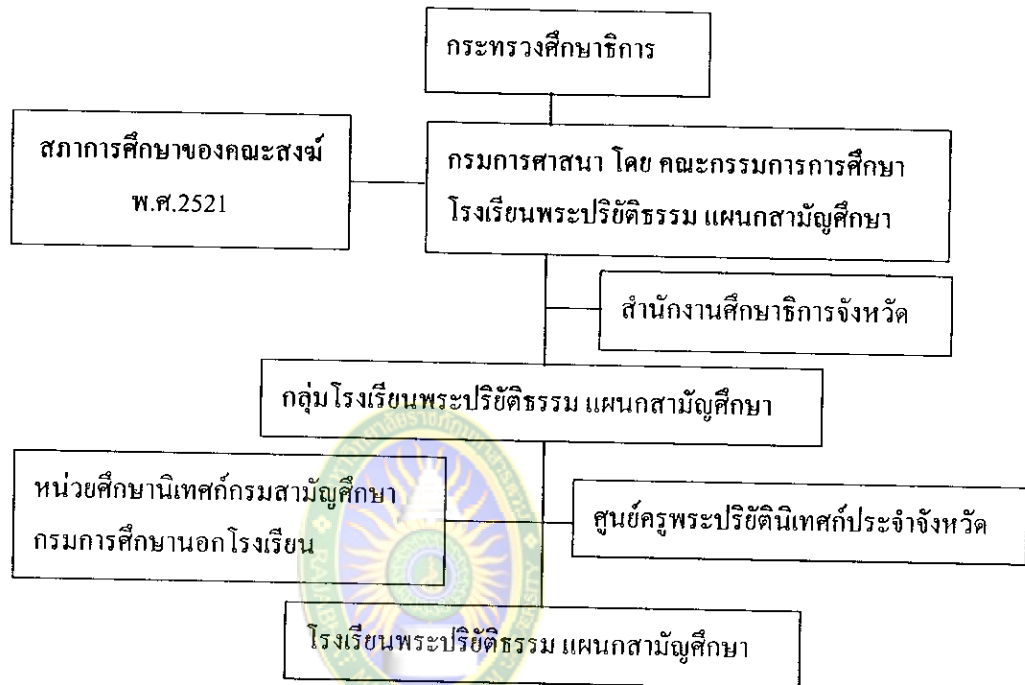 กระทรวงศึกษาธิการ
สภาการศึกษาของคณะสงฆ์
พ.ศ.2521
กรมการศาสนา โดย คณะกรรมการการศึกษา
โรงเรียนพระปริยัติธรรม แผนกสามัญศึกษา
สำนักงานศึกษาธิการจังหวัด
กลุ่มโรงเรียนพระปริยัติธรรม แผนกสามัญศึกษา
หน่วยศึกษานิเทศก์กรมสามัญศึกษา
กรมการศึกษานอกโรงเรียน
ศูนย์ครูพระปริยัตินิเทศก์ประจำจังหวัด
โรงเรียนพระปริยัติธรรม แผนกสามัญศึกษา